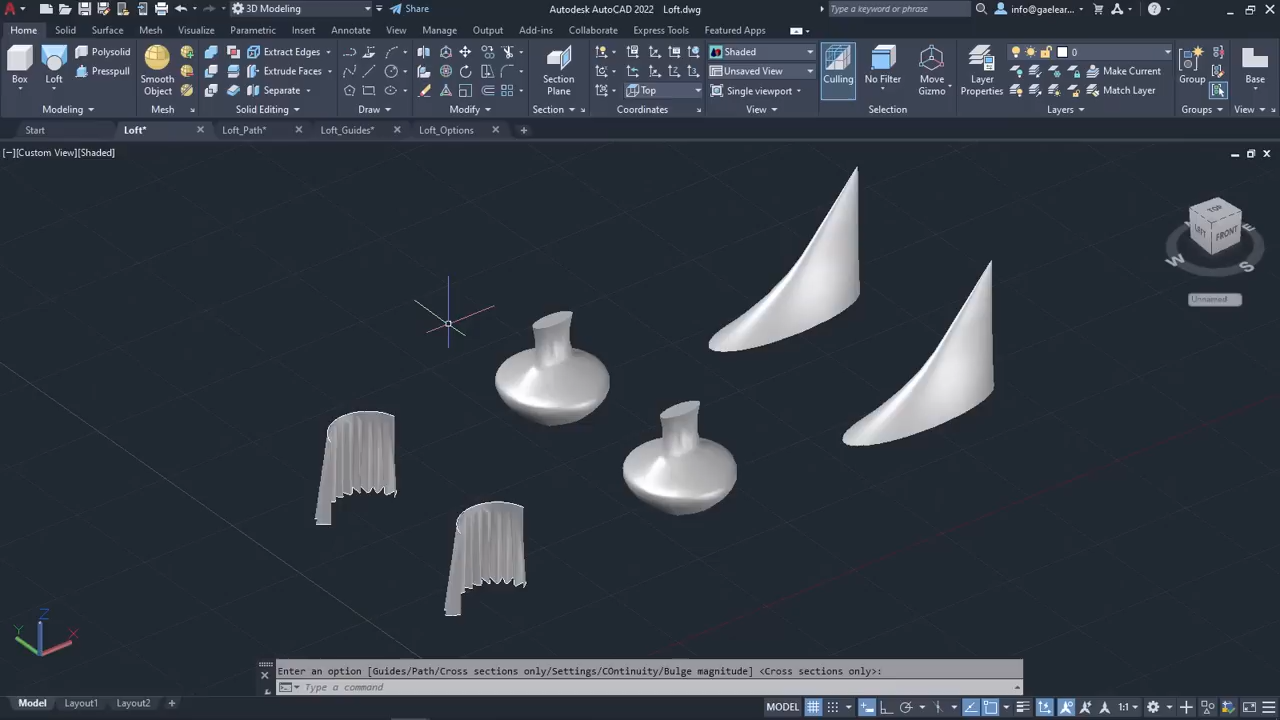 3D Modeling
Share
Autodesk AutoCAD 2022 Loft.dwg
Type a keyword or phrase
info@gaelear...
Home Solid Surface Mesh Visualize Parametric Insert Annotate View Manage Output Add-ins Collaborate Express Tools Featured Apps
Box
Loft
Polysolid
Presspull
Modeling
Smooth
Object
Mesh
Extract Edges
Extrude Faces
Separate
Solid Editing
Draw
Modify
Section
Plane
Section
Top
Coordinates
Shaded
Unsaved View
Single viewport
View
Culling
No Filter
Move
Gizmo
Selection
Layer
Properties
0
Make Current
Match Layer
Layers
Group
Groups
Base
View
Start Loft* Loft_Path* Loft_Guides* Loft_Options
[−][Custom View][Shaded]
TOP
LEFT
FRONT
W
S
E
Unnamed
Z
Y
X
Enter an option [Guides/Path/Cross sections only/Settings/COntinuity/Bulge magnitude] <Cross sections only>:
Type a command
Model Layout1 Layout2
MODEL
1:1